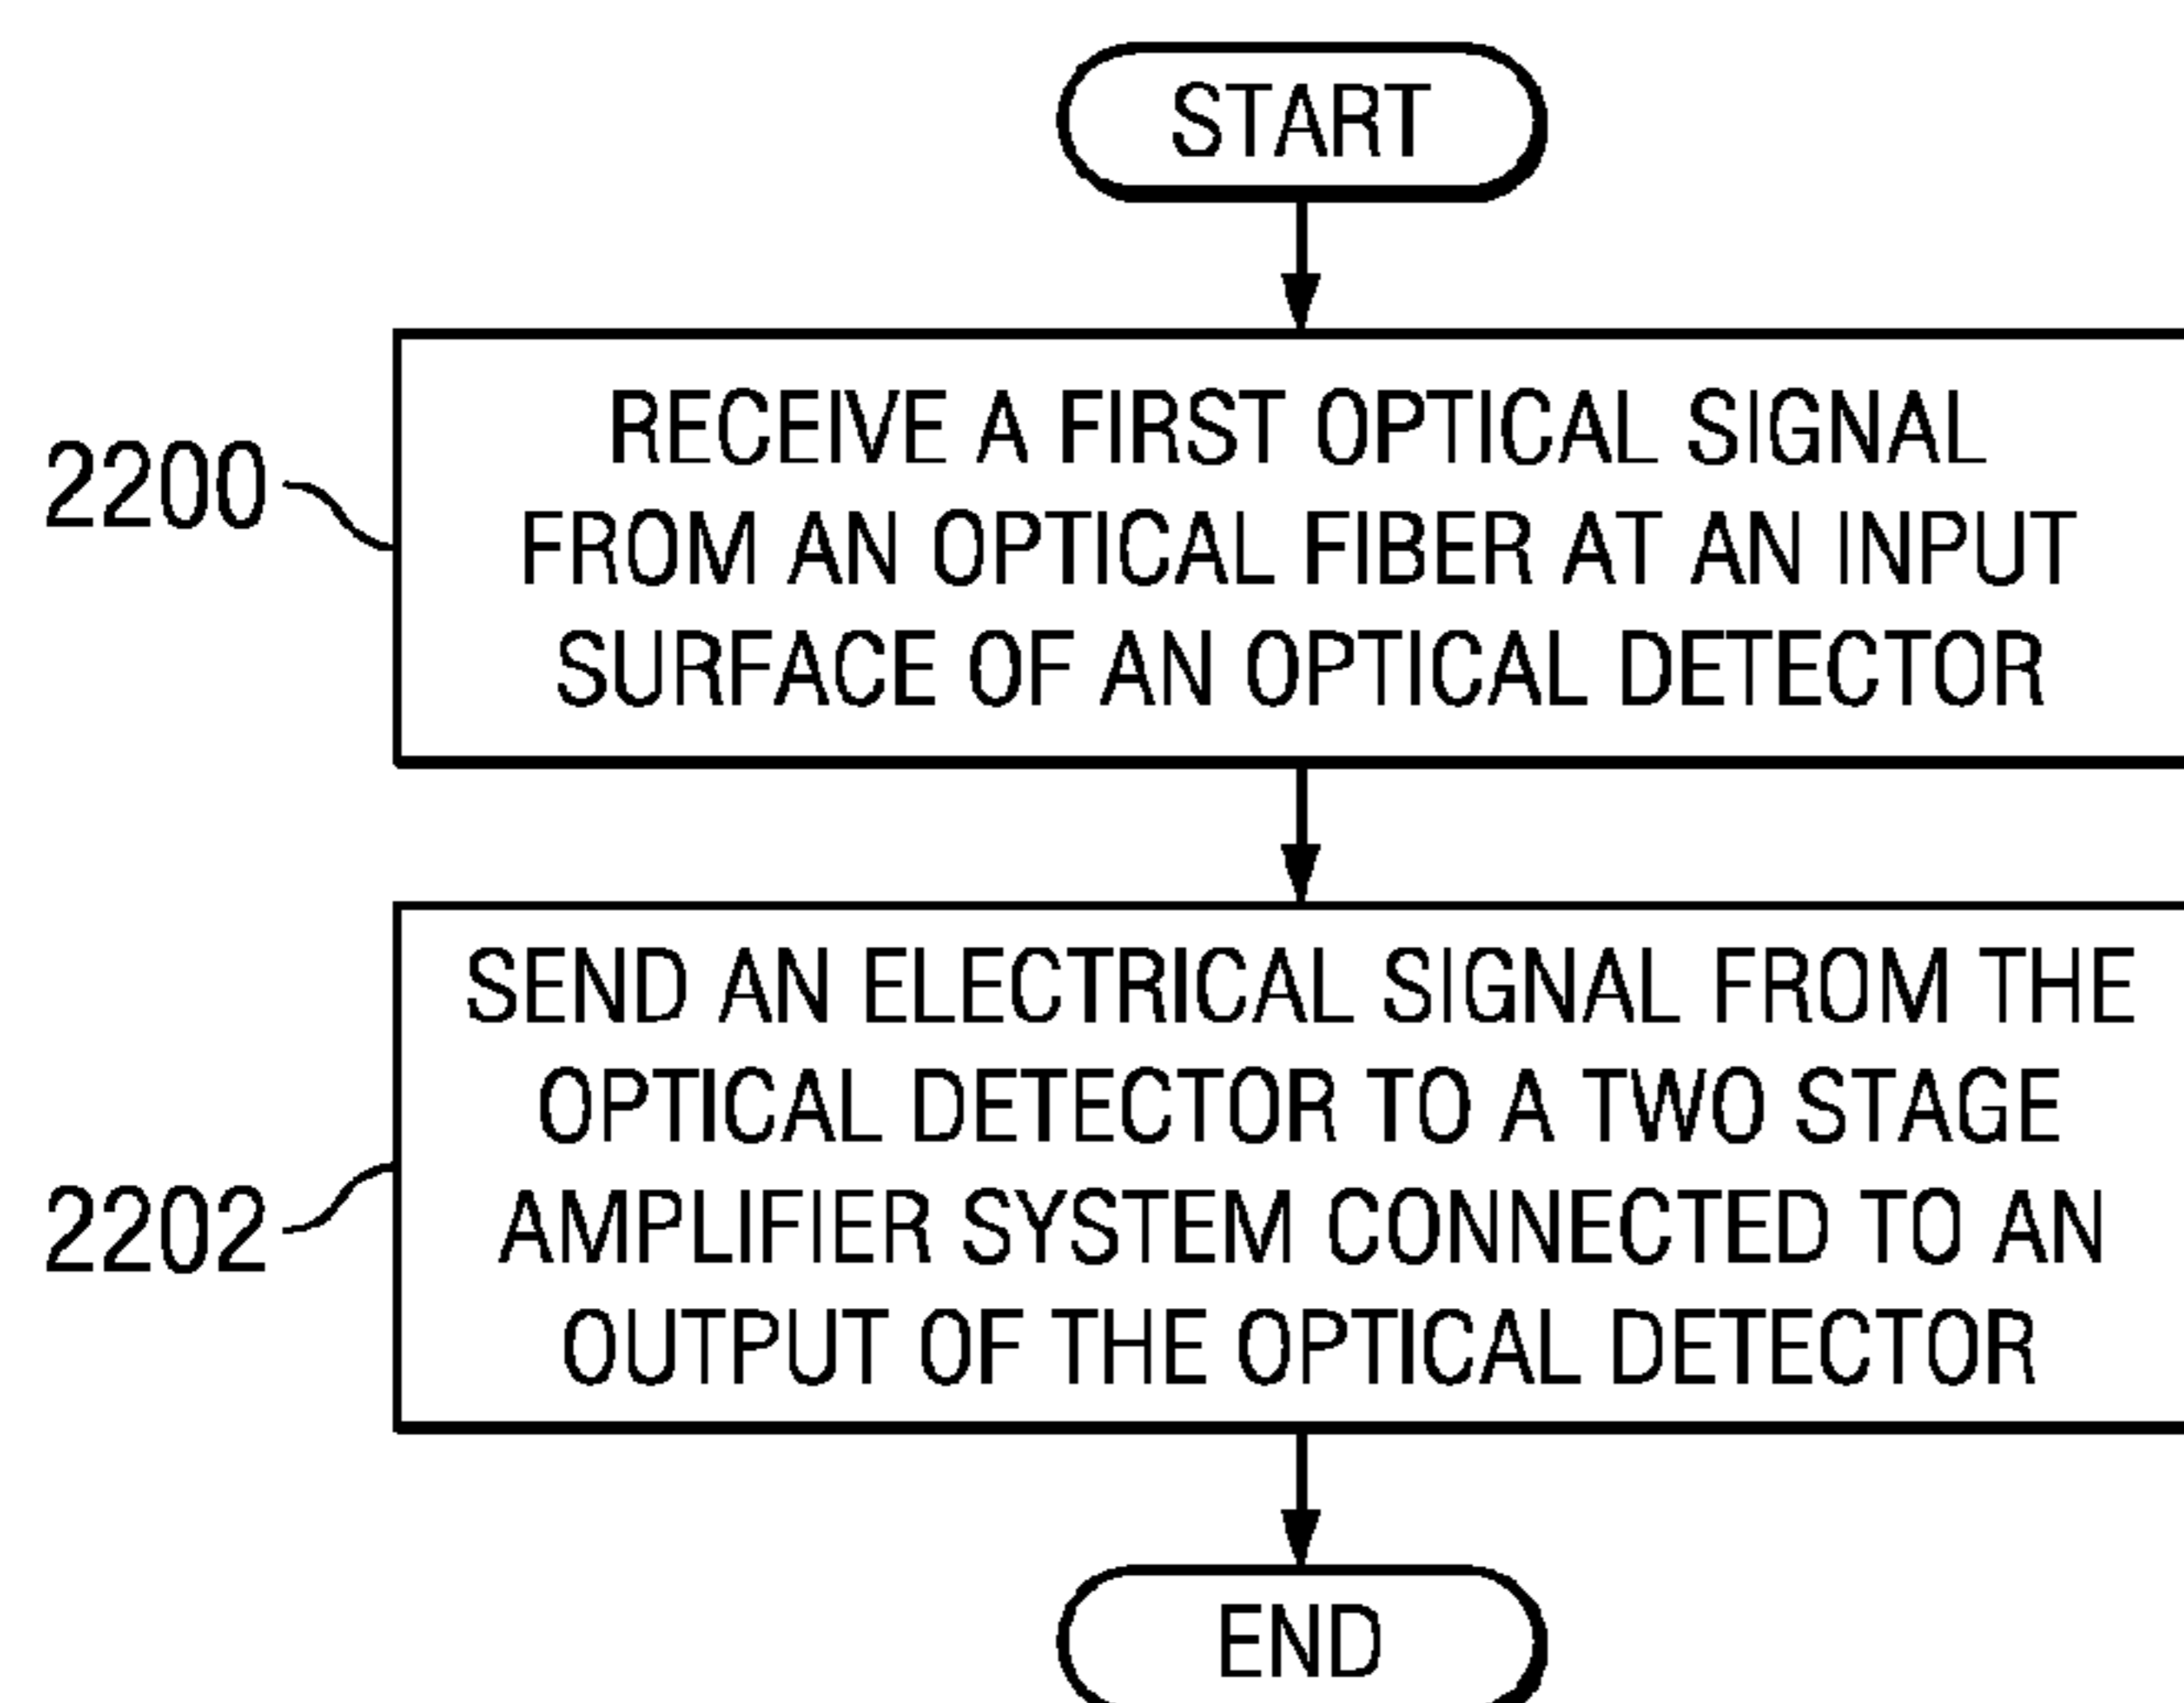 START
2200
RECEIVE A FIRST OPTICAL SIGNAL
FROM AN OPTICAL FIBER AT AN INPUT
SURFACE OF AN OPTICAL DETECTOR
2202
SEND AN ELECTRICAL SIGNAL FROM THE
OPTICAL DETECTOR TO A TWO STAGE
AMPLIFIER SYSTEM CONNECTED TO AN
OUTPUT OF THE OPTICAL DETECTOR
END